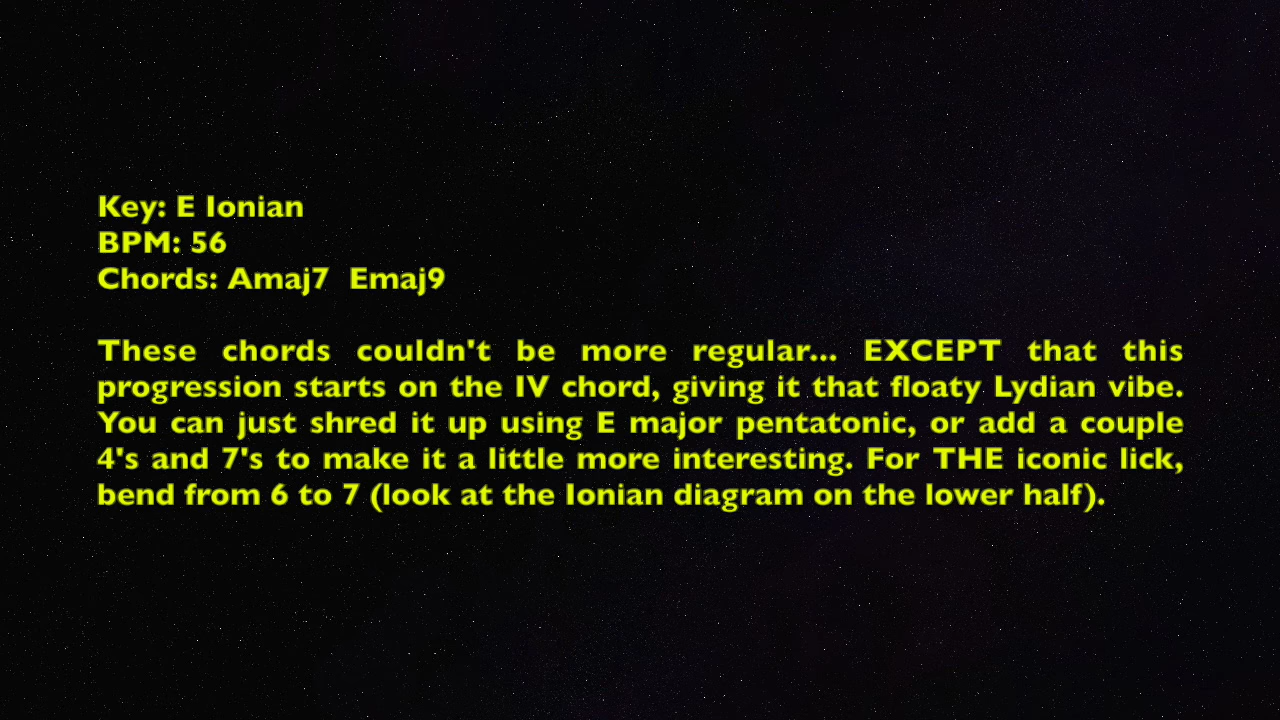 Key: E Ionian
BPM: 56
Chords: Amaj7  Emaj9
These chords couldn't be more regular... EXCEPT that this
progression starts on the IV chord, giving it that floaty Lydian vibe.
You can just shred it up using E major pentatonic, or add a couple
4's and 7's to make it a little more interesting. For THE iconic lick,
bend from 6 to 7 (look at the Ionian diagram on the lower half).